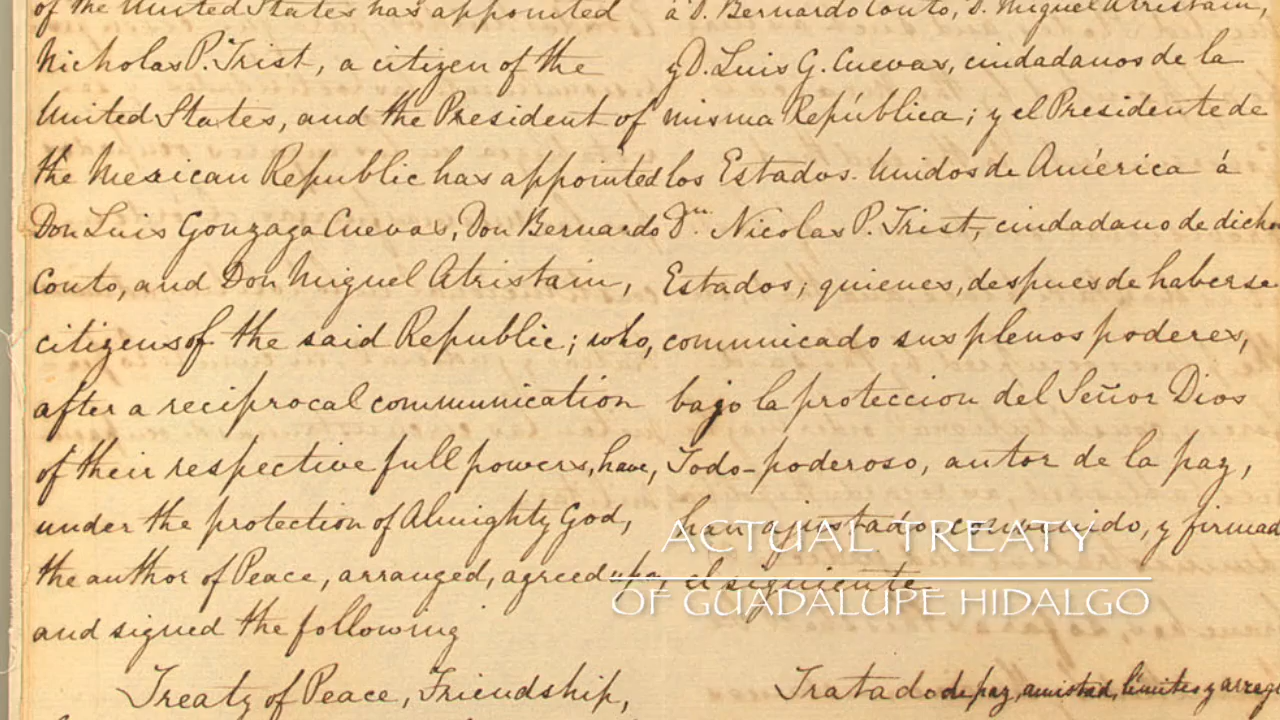 of the United States has appointed
Nicholas P. Trist, a citizen of the
United States, and the President of
the Mexican Republic has appointed
Don Luis Gonzaga Cuevas, Don Bernardo
Couto, and Don Miguel Atristain,
citizens of the said Republic; who,
after a reciprocal communication
of their respective full powers, have,
under the protection of Almighty God,
the author of Peace, arranged, agreed upon,
and signed the following
Treaty of Peace, Friendship,
á D. Bernardo Couto, D. Miguel Atristain,
y D. Luis G. Cuevas, ciudadanos de la
misma República; y el Presidente de
los Estados. Unidos de América á
Dn. Nicolas P. Trist, ciudadano de dichos
Estados; quienes, despues de haberse
comunicado sus plenos poderes,
bajo la proteccion del Señor Dios
Todo-poderoso, autor de la paz,
han ajustado, convenido, y firmad
el siguiente
Tratado de paz, amistad, límites y arregl
ACTUAL TREATY
OF GUADALUPE HIDALGO